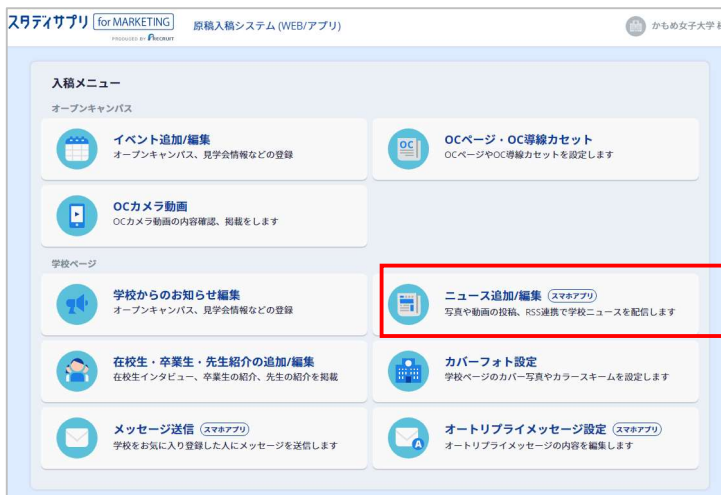 スタディサプリ for MARKETING 原稿入稿システム (WEB/アプリ) かもめ女子大学
PRODUCED BY RECRUIT
入稿メニュー
オープンキャンパス
イベント追加/編集
オープンキャンパス、見学会情報などの登録
OC
OCページ・OC導線カセット
OCページやOC導線カセットを設定します
OCカメラ動画
OCカメラ動画の内容確認、掲載をします
学校ページ
学校からのお知らせ編集
オープンキャンパス、見学会情報などの登録
ニュース追加/編集 スマホアプリ
写真や動画の投稿、RSS連携で学校ニュースを配信します
在校生・卒業生・先生紹介の追加/編集
在校生インタビュー、卒業生の紹介、先生の紹介を掲載
カバーフォト設定
学校ページのカバー写真やカラースキームを設定します
メッセージ送信 スマホアプリ
学校をお気に入り登録した人にメッセージを送信します
A
オートリプライメッセージ設定 スマホアプリ
オートリプライメッセージの内容を編集します